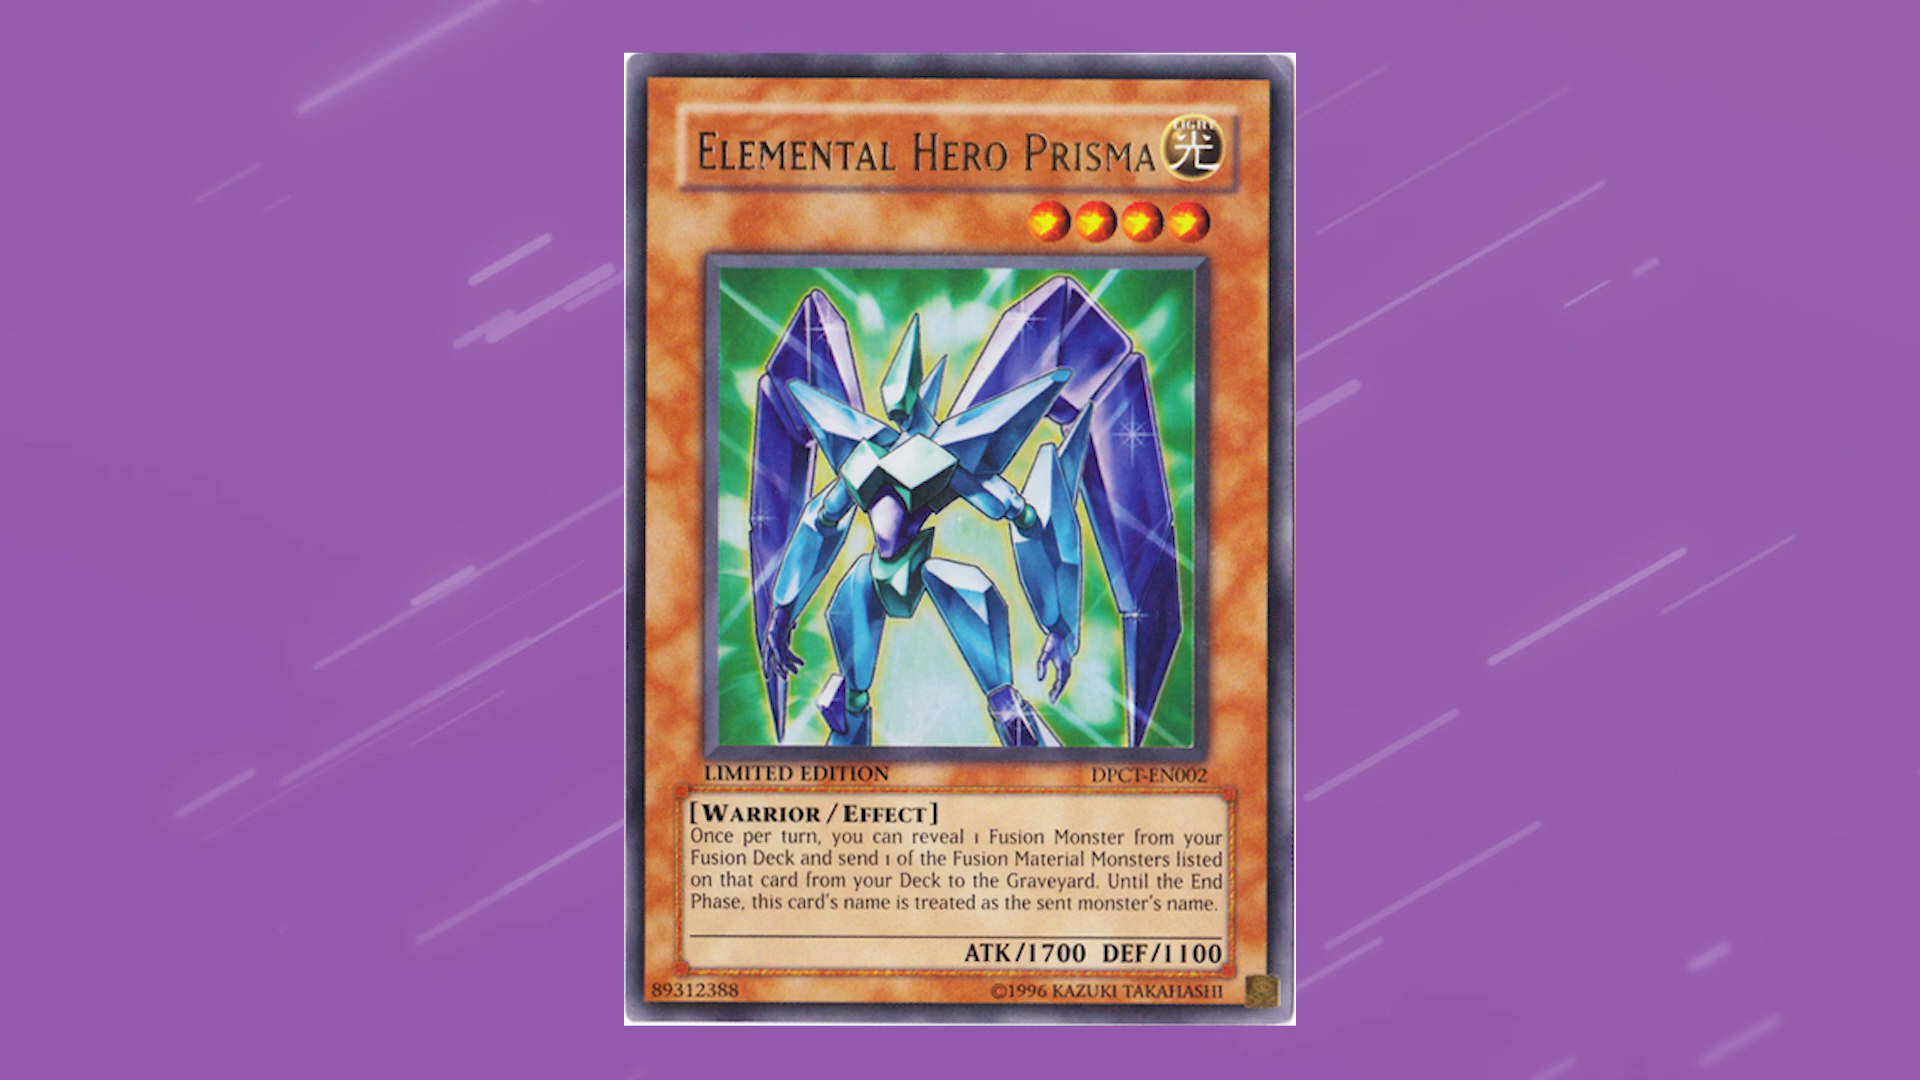 ELEMENTAL HERO PRISMA
LIGHT
光
LIMITED EDITION
DPCT-EN002
[WARRIOR/EFFECT]
Once per turn, you can reveal 1 Fusion Monster from your
Fusion Deck and send 1 of the Fusion Material Monsters listed
on that card from your Deck to the Graveyard. Until the End
Phase, this card's name is treated as the sent monster's name.
ATK/1700 DEF/1100
89312388
©1996 KAZUKI TAKAHASHI